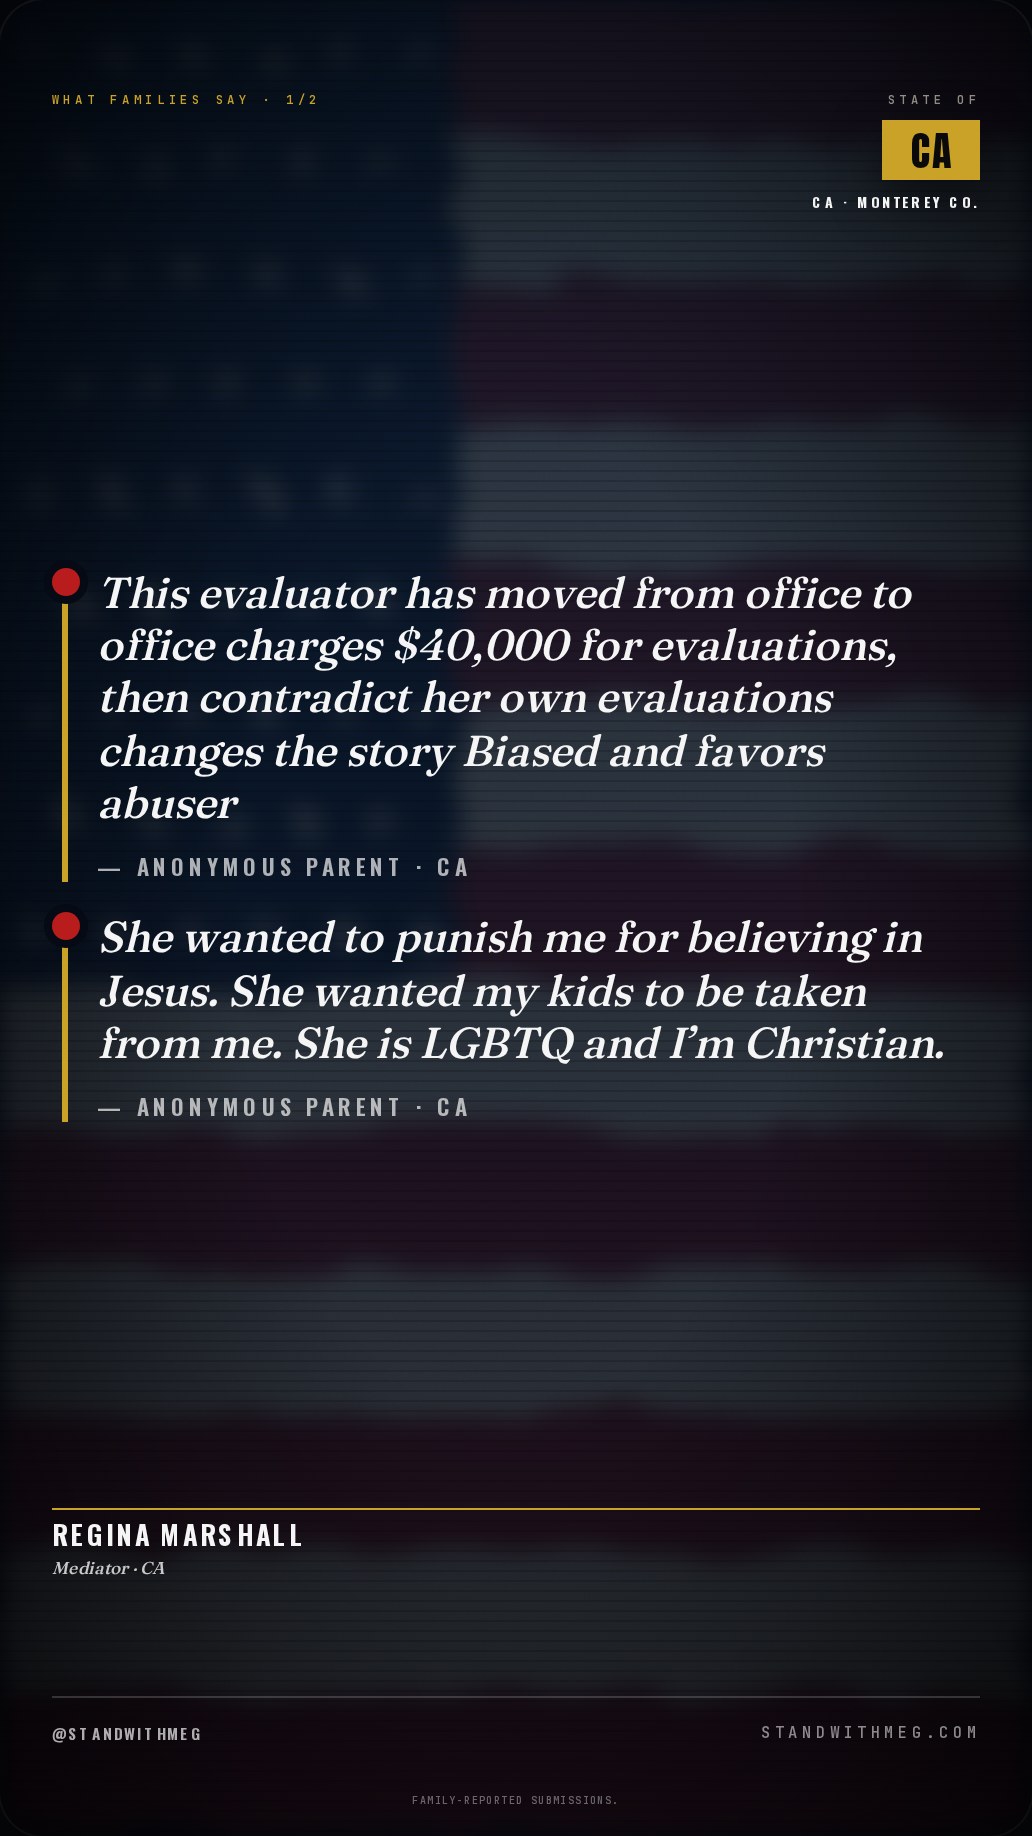 WHAT FAMILIES SAY · 1/2
STATE OF
CA
CA · MONTEREY CO.
This evaluator has moved from office to
office charges $40,000 for evaluations,
then contradict her own evaluations
changes the story Biased and favors
abuser
— ANONYMOUS PARENT · CA
She wanted to punish me for believing in
Jesus. She wanted my kids to be taken
from me. She is LGBTQ and I’m Christian.
— ANONYMOUS PARENT · CA
REGINA MARSHALL
Mediator · CA
@STANDWITHMEG
STANDWITHMEG.COM
FAMILY-REPORTED SUBMISSIONS.